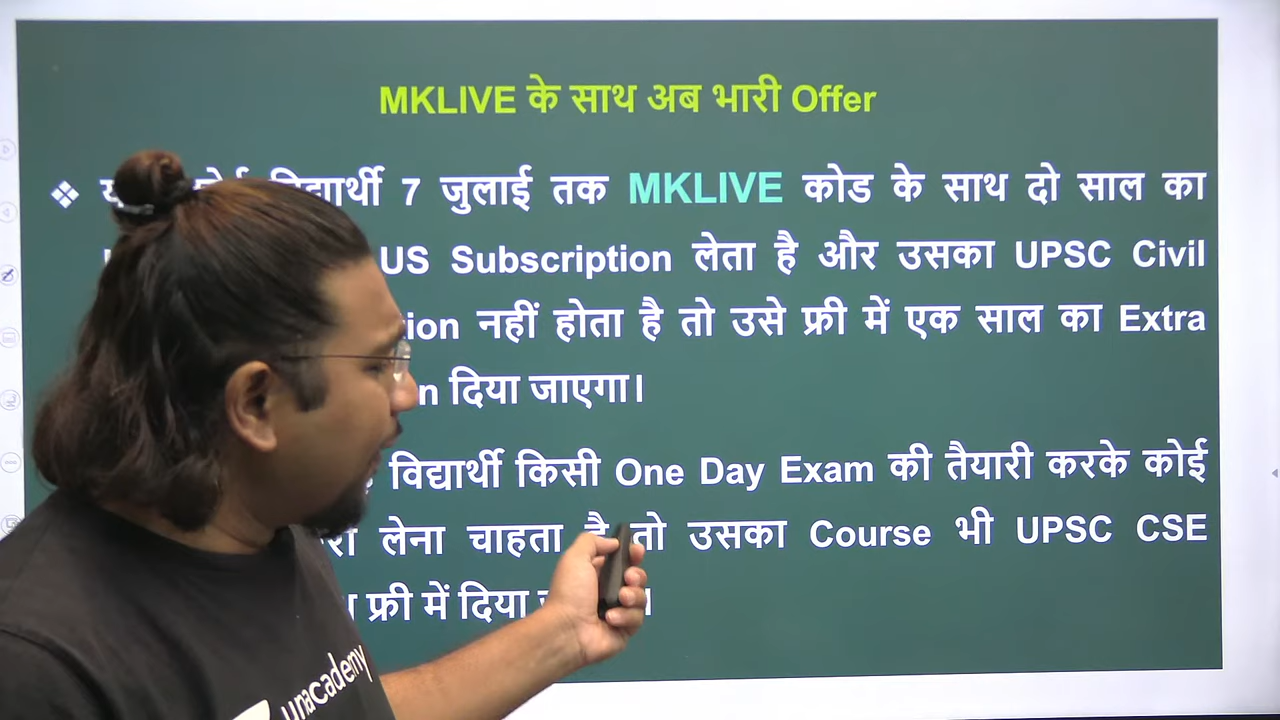 MKLIVE के साथ अब भारी Offer
विद्यार्थी 7 जुलाई तक MKLIVE कोड के साथ दो साल का
US Subscription लेता है और उसका UPSC Civil
नहीं होता है तो उसे फ्री में एक साल का Extra
दिया जाएगा।
विद्यार्थी किसी One Day Exam की तैयारी करके कोई
लेना चाहता है तो उसका Course भी UPSC CSE
फ्री में दिया
unacademy